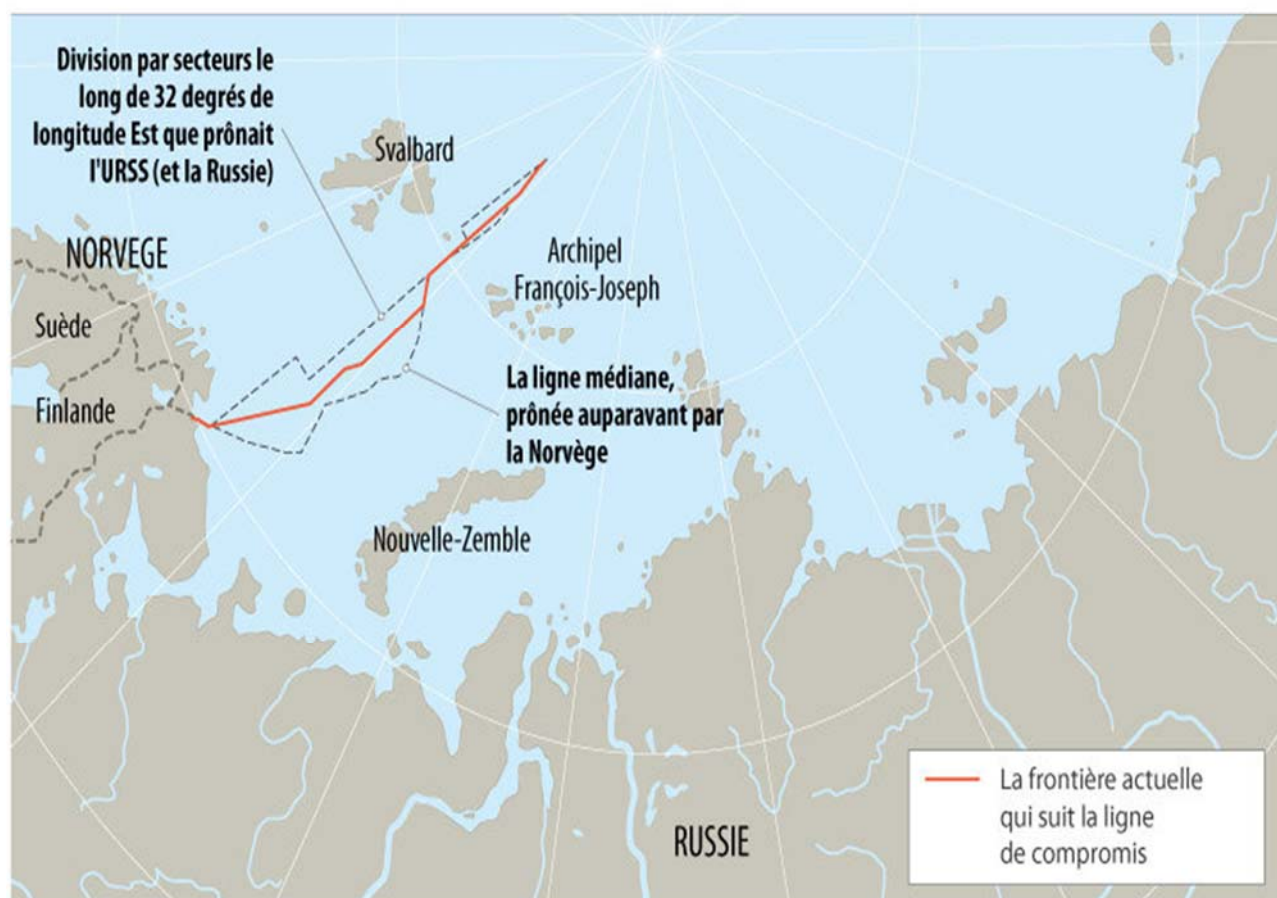 Division par secteurs le
long de 32 degrés de
longitude Est que prônait
l'URSS (et la Russie)
Svalbard
NORVEGE
Archipel
François-Joseph
Suède
Finlande
La ligne médiane,
prônée auparavant par
la Norvège
Nouvelle-Zemble
RUSSIE
La frontière actuelle
qui suit la ligne
de compromis